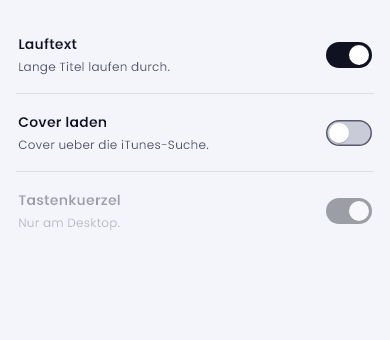 Lauftext
Lange Titel laufen durch.
Cover laden
Cover ueber die iTunes-Suche.
Tastenkuerzel
Nur am Desktop.